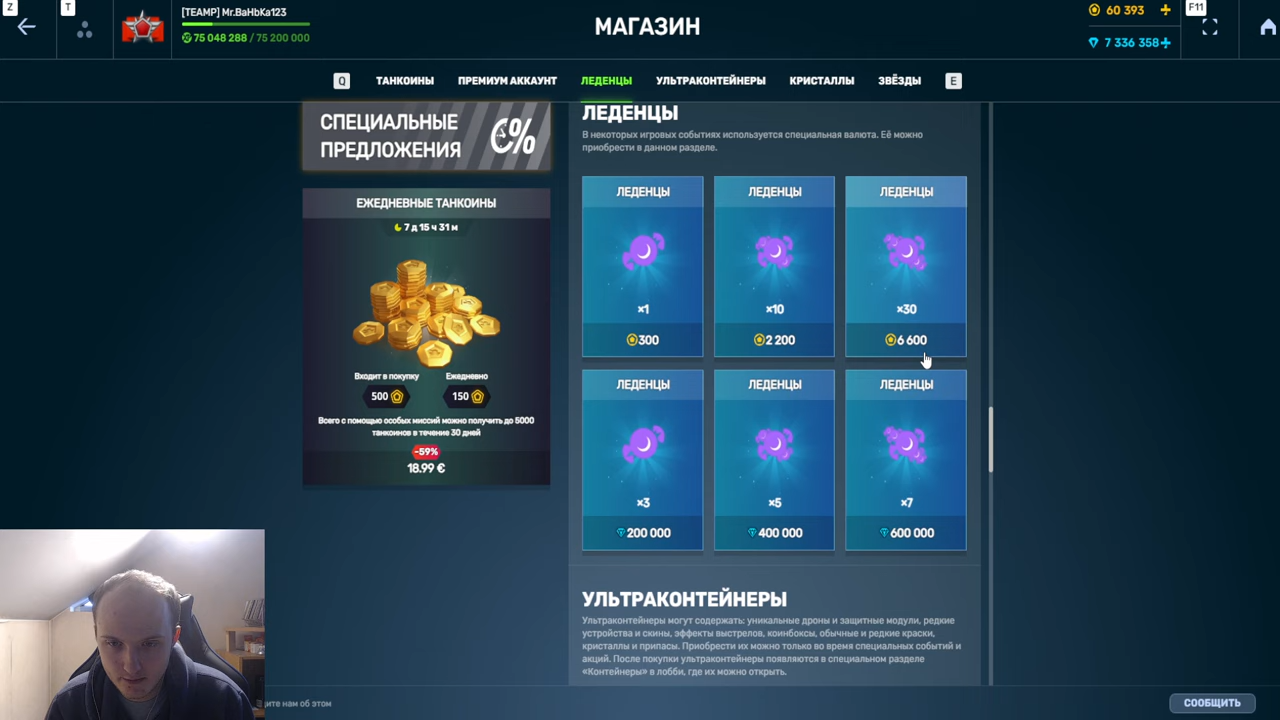 Z
T
[TEAMP] Mr.BaHbKa123
75 048 288 / 75 200 000
МАГАЗИН
60 393 +
7 336 358 +
F11
Q ТАНКОИНЫ ПРЕМИУМ АККАУНТ ЛЕДЕНЦЫ УЛЬТРАКОНТЕЙНЕРЫ КРИСТАЛЛЫ ЗВЁЗДЫ E
СПЕЦИАЛЬНЫЕ
ПРЕДЛОЖЕНИЯ
%
ЕЖЕДНЕВНЫЕ ТАНКОИНЫ
7 д 15 ч 31 м
Входит в покупку Ежедневно
500 150
Всего с помощью особых миссий можно получить до 5000
танкоинов в течение 30 дней
-59%
18.99 €
ЛЕДЕНЦЫ
В некоторых игровых событиях используется специальная валюта. Её можно
приобрести в данном разделе.
ЛЕДЕНЦЫ ЛЕДЕНЦЫ ЛЕДЕНЦЫ
×1 ×10 ×30
300 2 200 6 600
ЛЕДЕНЦЫ ЛЕДЕНЦЫ ЛЕДЕНЦЫ
×3 ×5 ×7
200 000 400 000 600 000
УЛЬТРАКОНТЕЙНЕРЫ
Ультраконтейнеры могут содержать: уникальные дроны и защитные модули, редкие
устройства и скины, эффекты выстрелов, коинбоксы, обычные и редкие краски,
кристаллы и припасы. Приобрести их можно только во время специальных событий и
акций. После покупки ультраконтейнеры появляются в специальном разделе
«Контейнеры» в лобби, где их можно открыть.
нам об этом
СООБЩИТЬ